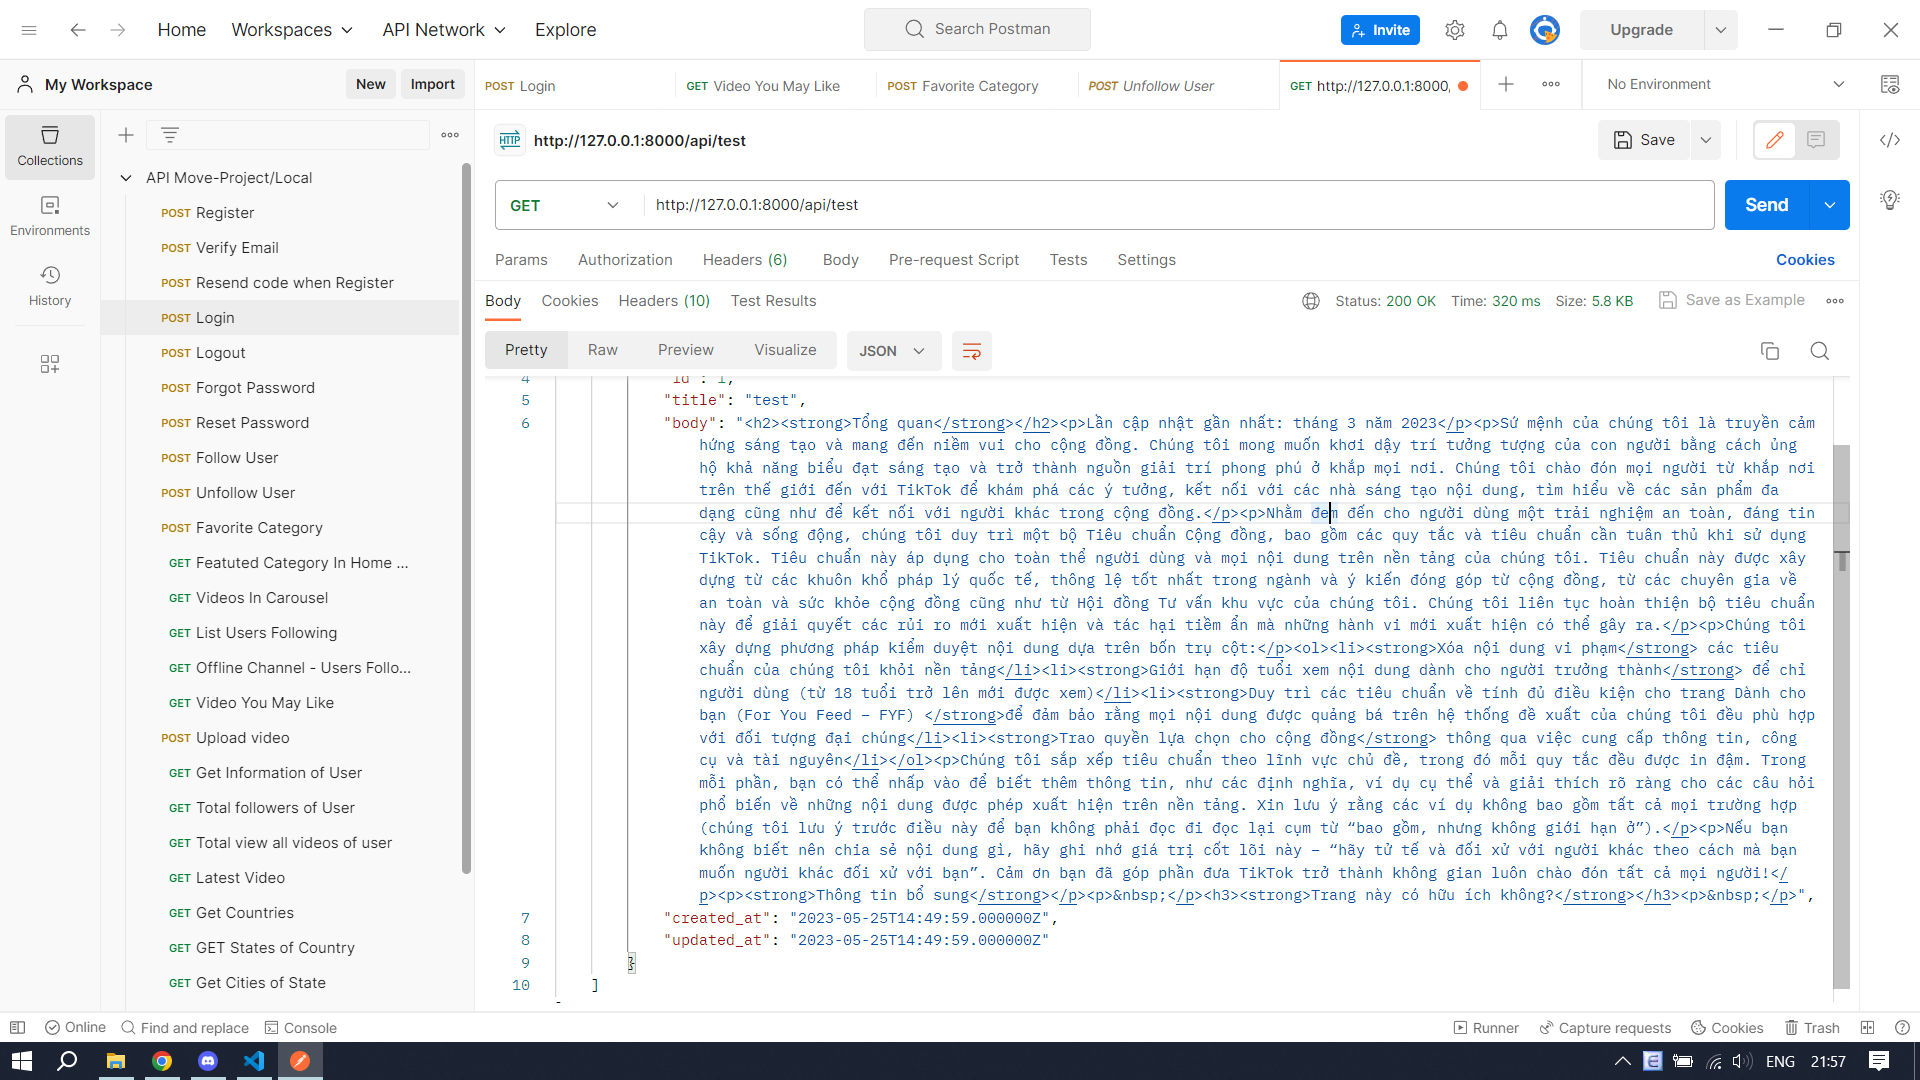 Home
Workspaces
API Network
Explore
Search Postman
Invite
Upgrade
My Workspace
New
Import
POST Login
GET Video You May Like
POST Favorite Category
POST Unfollow User
GET http://127.0.0.1:8000,
No Environment
Collections
Environments
History
API Move-Project/Local
POST Register
POST Verify Email
POST Resend code when Register
POST Login
POST Logout
POST Forgot Password
POST Reset Password
POST Follow User
POST Unfollow User
POST Favorite Category
GET Featuted Category In Home ...
GET Videos In Carousel
GET List Users Following
GET Offline Channel - Users Follo...
GET Video You May Like
POST Upload video
GET Get Information of User
GET Total followers of User
GET Total view all videos of user
GET Latest Video
GET Get Countries
GET GET States of Country
GET Get Cities of State
HTTP http://127.0.0.1:8000/api/test
Save
GET http://127.0.0.1:8000/api/test
Send
Params Authorization Headers (6) Body Pre-request Script Tests Settings Cookies
Body Cookies Headers (10) Test Results
Status: 200 OK Time: 320 ms Size: 5.8 KB Save as Example
Pretty Raw Preview Visualize JSON
4 "id": 1,
5 "title": "test",
6 "body": "<h2><strong>Tổng quan</strong></h2><p>Lần cập nhật gần nhất: tháng 3 năm 2023</p><p>Sứ mệnh của chúng tôi là truyền cảm
hứng sáng tạo và mang đến niềm vui cho cộng đồng. Chúng tôi mong muốn khơi dậy trí tưởng tượng của con người bằng cách ủng
hộ khả năng biểu đạt sáng tạo và trở thành nguồn giải trí phong phú ở khắp mọi nơi. Chúng tôi chào đón mọi người từ khắp nơi
trên thế giới đến với TikTok để khám phá các ý tưởng, kết nối với các nhà sáng tạo nội dung, tìm hiểu về các sản phẩm đa
dạng cũng như để kết nối với người khác trong cộng đồng.</p><p>Nhằm đem đến cho người dùng một trải nghiệm an toàn, đáng tin
cậy và sống động, chúng tôi duy trì một bộ Tiêu chuẩn Cộng đồng, bao gồm các quy tắc và tiêu chuẩn cần tuân thủ khi sử dụng
TikTok. Tiêu chuẩn này áp dụng cho toàn thể người dùng và mọi nội dung trên nền tảng của chúng tôi. Tiêu chuẩn này được xây
dựng từ các khuôn khổ pháp lý quốc tế, thông lệ tốt nhất trong ngành và ý kiến đóng góp từ cộng đồng, từ các chuyên gia về
an toàn và sức khỏe cộng đồng cũng như từ Hội đồng Tư vấn khu vực của chúng tôi. Chúng tôi liên tục hoàn thiện bộ tiêu chuẩn
này để giải quyết các rủi ro mới xuất hiện và tác hại tiềm ẩn mà những hành vi mới xuất hiện có thể gây ra.</p><p>Chúng tôi
xây dựng phương pháp kiểm duyệt nội dung dựa trên bốn trụ cột:</p><ol><li><strong>Xóa nội dung vi phạm</strong> các tiêu
chuẩn của chúng tôi khỏi nền tảng</li><li><strong>Giới hạn độ tuổi xem nội dung dành cho người trưởng thành</strong> để chỉ
người dùng (từ 18 tuổi trở lên mới được xem)</li><li><strong>Duy trì các tiêu chuẩn về tính đủ điều kiện cho trang Dành cho
bạn (For You Feed – FYF) </strong>để đảm bảo rằng mọi nội dung được quảng bá trên hệ thống đề xuất của chúng tôi đều phù hợp
với đối tượng đại chúng</li><li><strong>Trao quyền lựa chọn cho cộng đồng</strong> thông qua việc cung cấp thông tin, công
cụ và tài nguyên</li></ol><p>Chúng tôi sắp xếp tiêu chuẩn theo lĩnh vực chủ đề, trong đó mỗi quy tắc đều được in đậm. Trong
mỗi phần, bạn có thể nhấp vào để biết thêm thông tin, như các định nghĩa, ví dụ cụ thể và giải thích rõ ràng cho các câu hỏi
phổ biến về những nội dung được phép xuất hiện trên nền tảng. Xin lưu ý rằng các ví dụ không bao gồm tất cả mọi trường hợp
(chúng tôi lưu ý trước điều này để bạn không phải đọc đi đọc lại cụm từ “bao gồm, nhưng không giới hạn ở”).</p><p>Nếu bạn
không biết nên chia sẻ nội dung gì, hãy ghi nhớ giá trị cốt lõi này – “hãy tử tế và đối xử với người khác theo cách mà bạn
muốn người khác đối xử với bạn”. Cảm ơn bạn đã góp phần đưa TikTok trở thành không gian luôn chào đón tất cả mọi người!</
p><p><strong>Thông tin bổ sung</strong></p><p>&nbsp;</p><h3><strong>Trang này có hữu ích không?</strong></h3><p>&nbsp;</p>",
7 "created_at": "2023-05-25T14:49:59.000000Z",
8 "updated_at": "2023-05-25T14:49:59.000000Z"
9 }
10 ]
Online
Find and replace
Console
Runner
Capture requests
Cookies
Trash
ENG
21:57